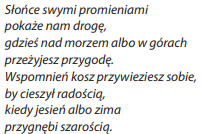 Słońce swymi promieniami
pokaże nam drogę,
gdzieś nad morzem albo w górach
przeżyjesz przygodę.
Wspomnień kosz przywieziesz sobie,
by cieszył radością,
kiedy jesień albo zima
przygnębi szarością.